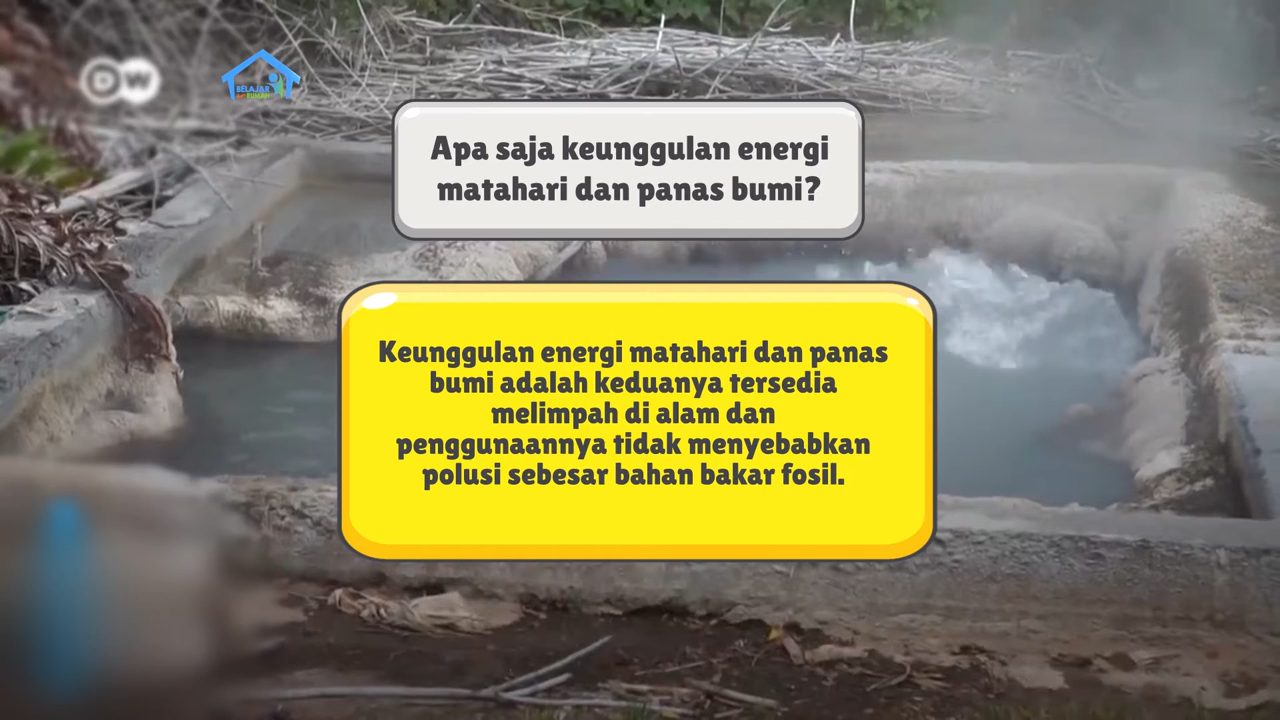 DW
BELAJAR
RUMAH
Apa saja keunggulan energi
matahari dan panas bumi?
Keunggulan energi matahari dan panas
bumi adalah keduanya tersedia
melimpah di alam dan
penggunaannya tidak menyebabkan
polusi sebesar bahan bakar fosil.